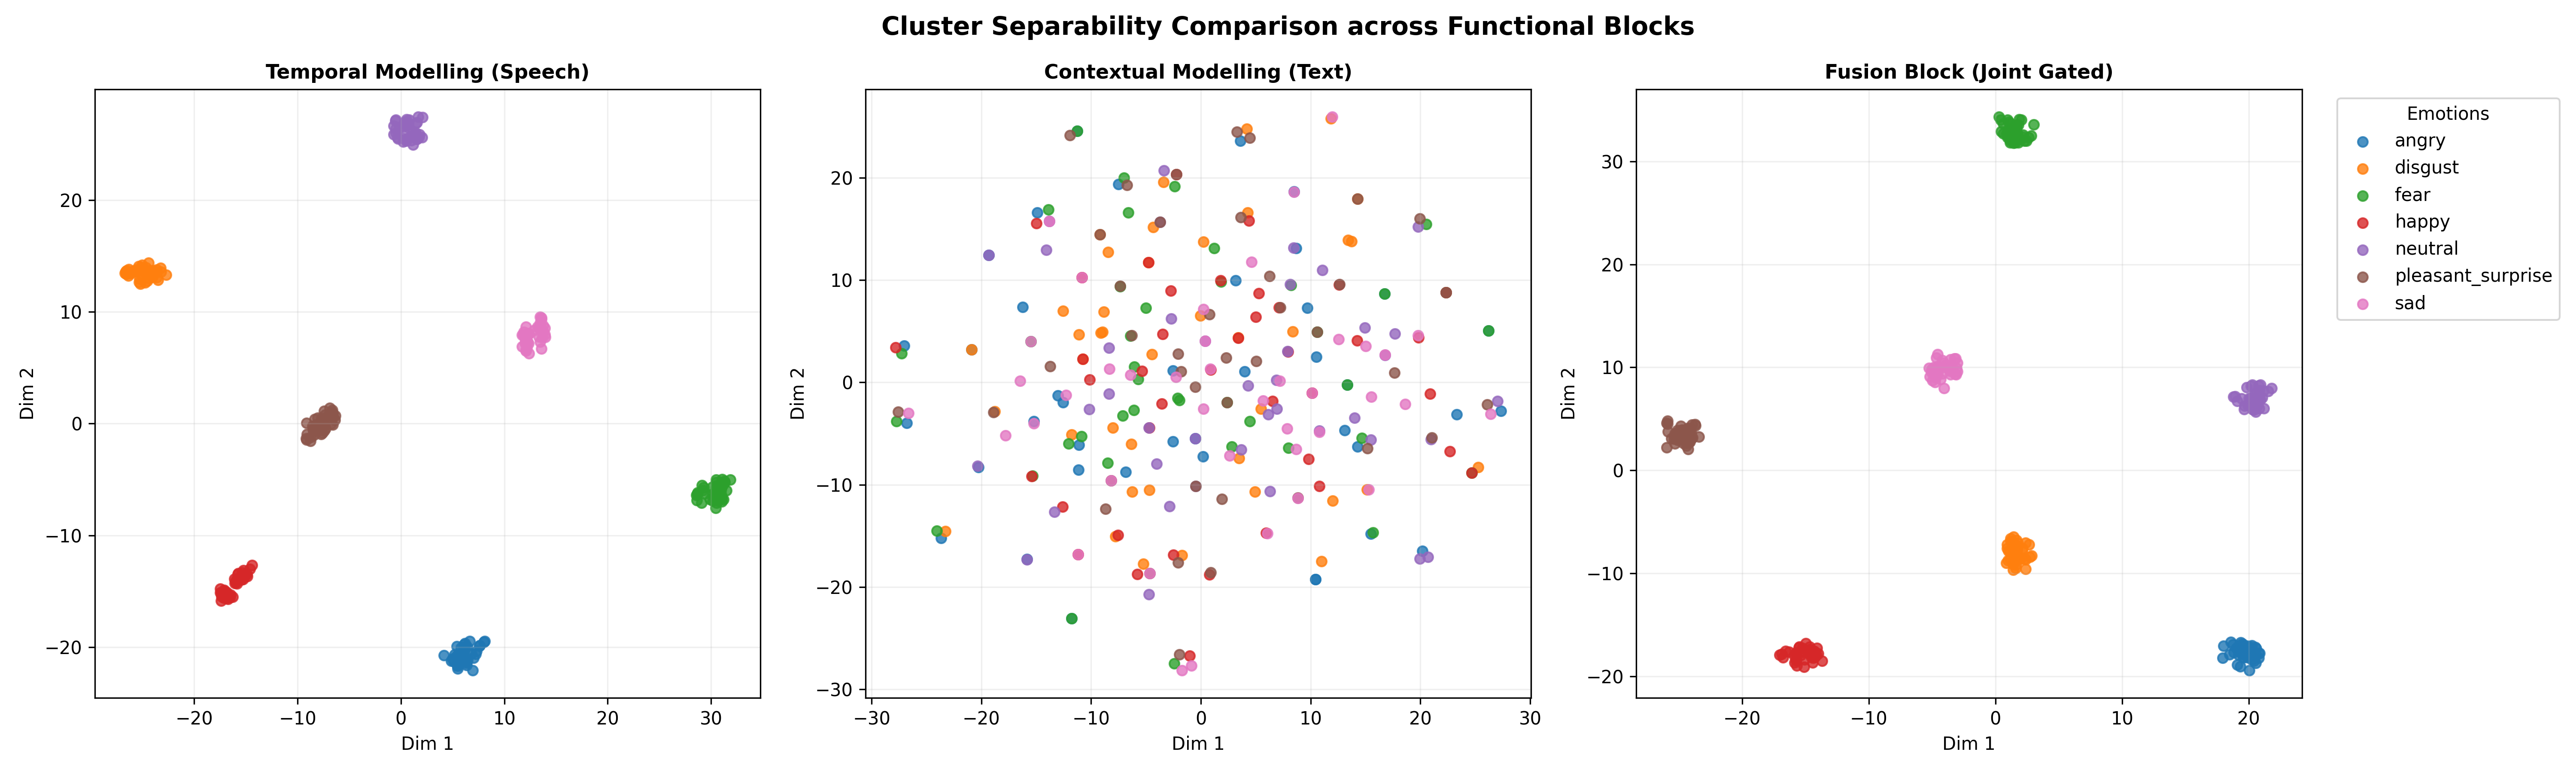 Cluster Separability Comparison across Functional Blocks
Temporal Modelling (Speech)
Dim 2
20
10
0
−10
−20
−20
−10
0
10
20
30
Dim 1
Contextual Modelling (Text)
Dim 2
20
10
0
−10
−20
−30
−30
−20
−10
0
10
20
30
Dim 1
Fusion Block (Joint Gated)
Dim 2
30
20
10
0
−10
−20
−20
−10
0
10
20
Dim 1
Emotions
angry
disgust
fear
happy
neutral
pleasant_surprise
sad